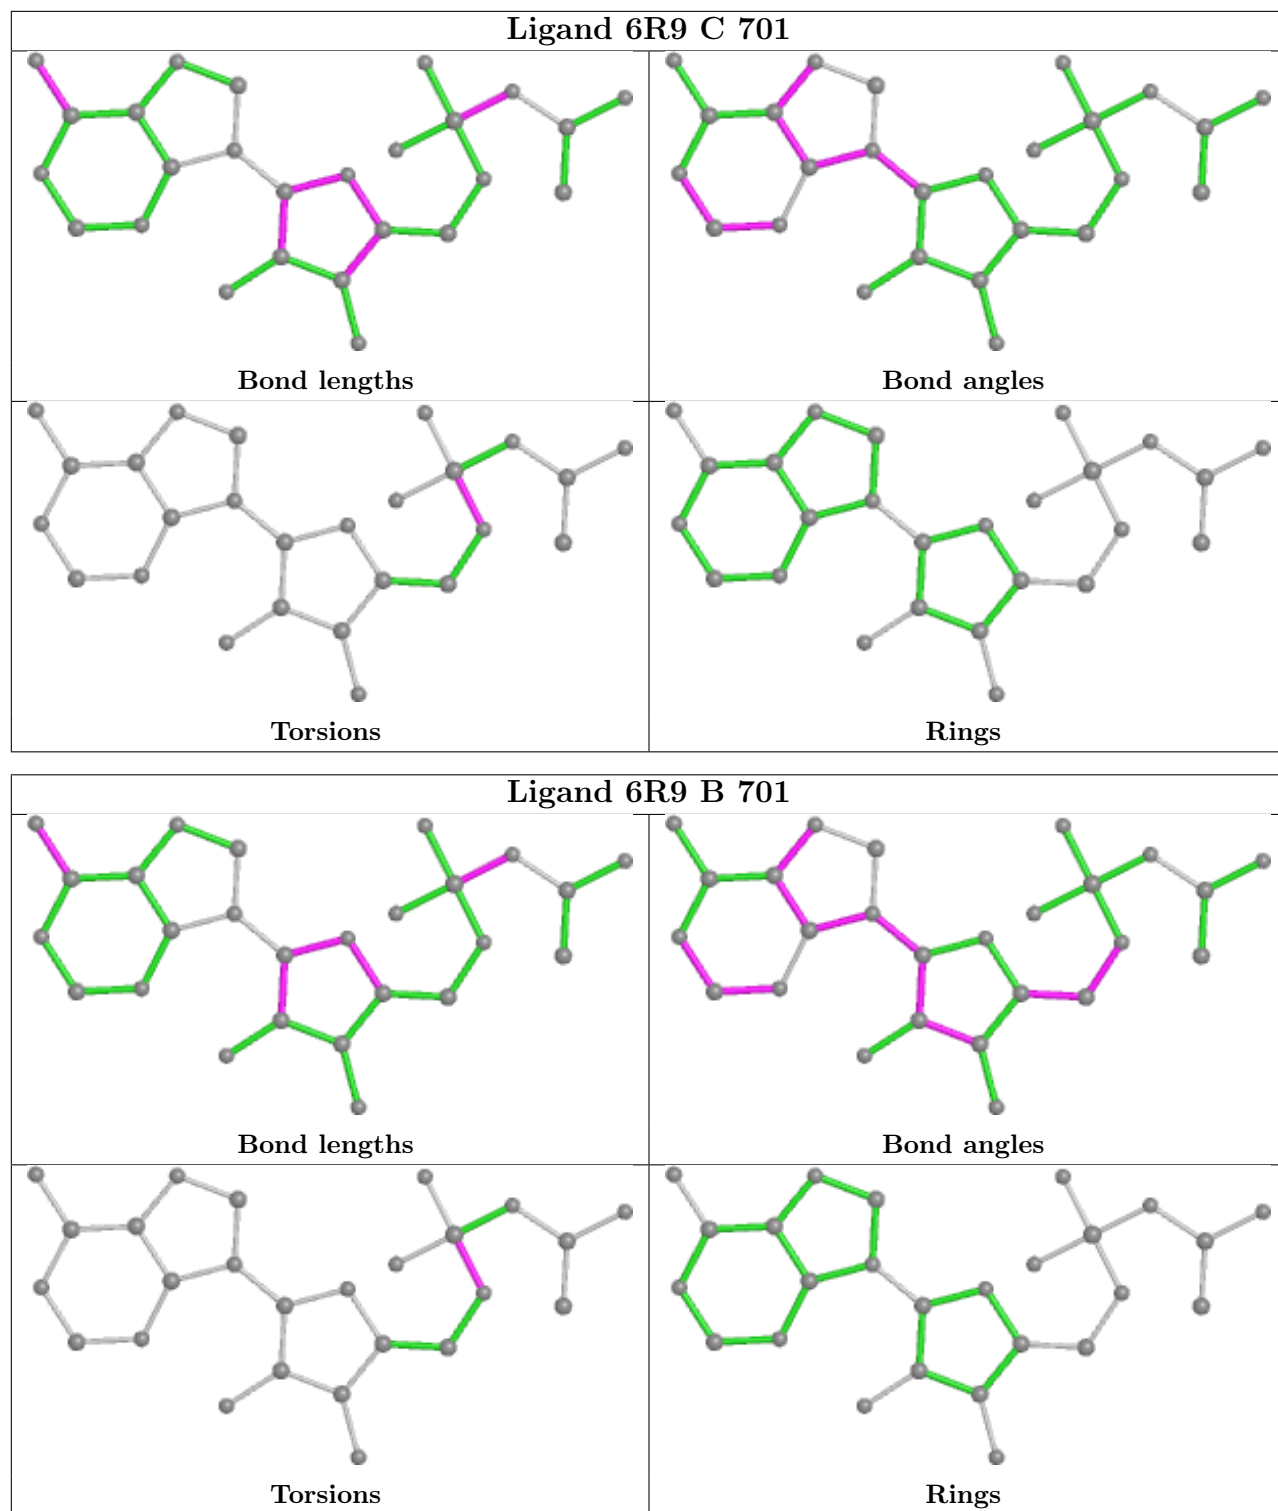 Ligand 6R9 C 701
Bond lengths
Bond angles
Torsions
Rings
Ligand 6R9 B 701
Bond lengths
Bond angles
Torsions
Rings